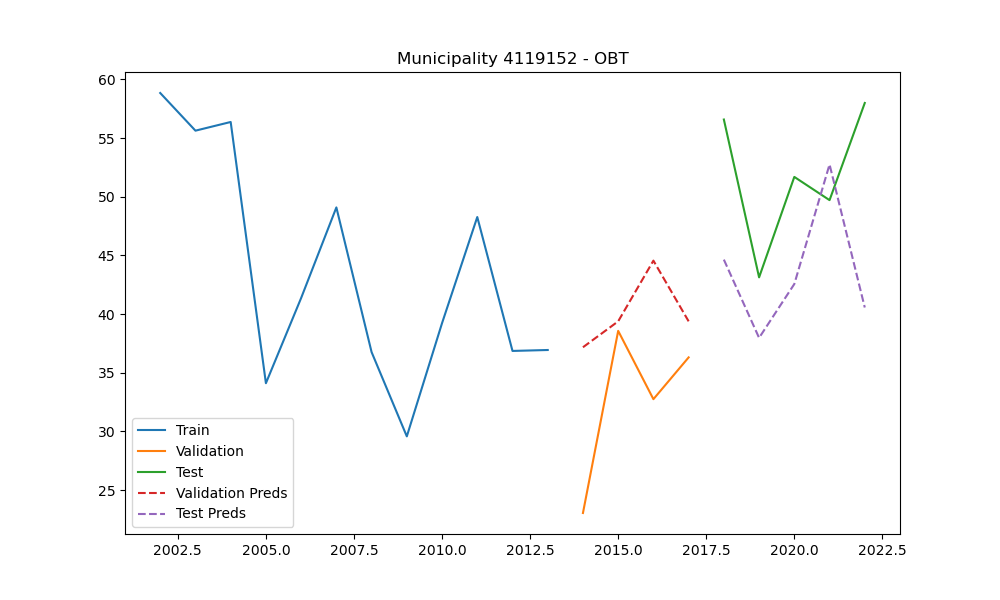 Municipality 4119152 - OBT
60
55
50
45
40
35
30
25
Train
Validation
Test
Validation Preds
Test Preds
2002.5 2005.0 2007.5 2010.0 2012.5 2015.0 2017.5 2020.0 2022.5